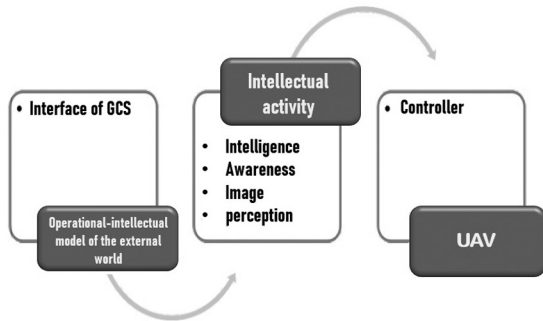 • Interface of GCS
Operational-intellectual
model of the external
world
Intellectual
activity
• Intelligence
• Awareness
• Image
• perception
• Controller
UAV